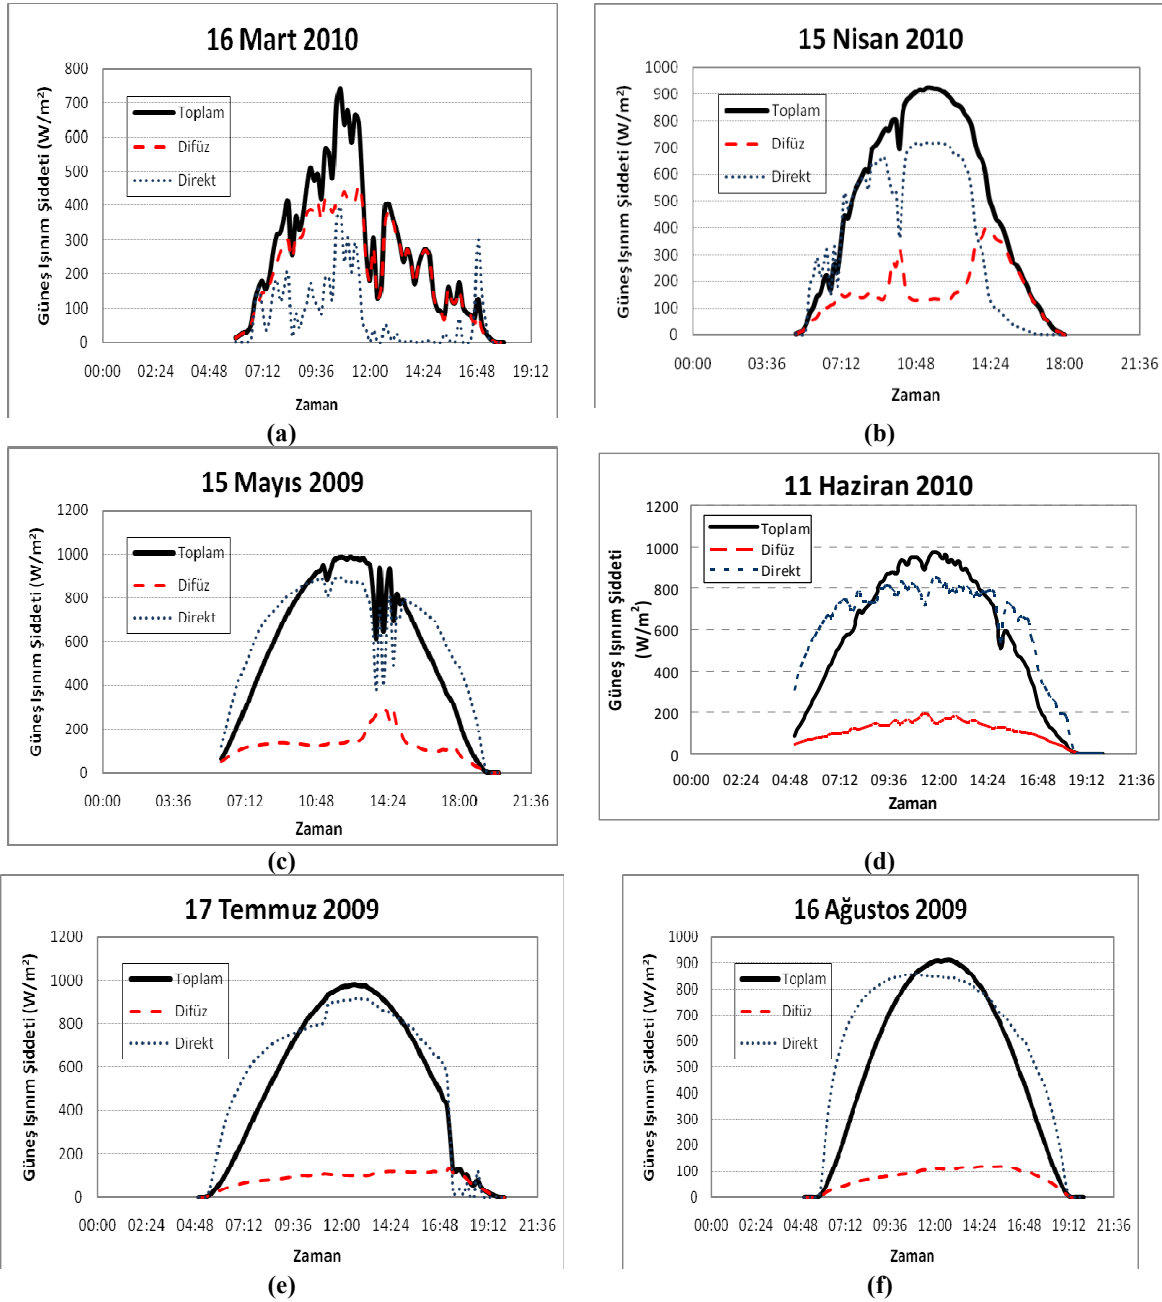 16 Mart 2010
Güneş Işınım Şiddeti (W/m²)
800
700
600
500
400
300
200
100
0
Toplam
Difüz
Direkt
00:00 02:24 04:48 07:12 09:36 12:00 14:24 16:48 19:12
Zaman
(a)
15 Nisan 2010
Güneş Işınım Şiddeti (W/m²)
1000
900
800
700
600
500
400
300
200
100
0
Toplam
Difüz
Direkt
00:00 03:36 07:12 10:48 14:24 18:00 21:36
Zaman
(b)
15 Mayıs 2009
Güneş Işınım Şiddeti (W/m²)
1200
1000
800
600
400
200
0
Toplam
Difüz
Direkt
00:00 03:36 07:12 10:48 14:24 18:00 21:36
Zaman
(c)
11 Haziran 2010
Güneş Işınım Şiddeti
(W/m²)
1200
1000
800
600
400
200
0
Toplam
Difüz
Direkt
00:00 02:24 04:48 07:12 09:36 12:00 14:24 16:48 19:12 21:36
Zaman
(d)
17 Temmuz 2009
Güneş Işınım Şiddeti (W/m²)
1200
1000
800
600
400
200
0
Toplam
Difüz
Direkt
00:00 02:24 04:48 07:12 09:36 12:00 14:24 16:48 19:12 21:36
Zaman
(e)
16 Ağustos 2009
Güneş Işınım Şiddeti (W/m²)
1000
900
800
700
600
500
400
300
200
100
0
Toplam
Difüz
Direkt
00:00 02:24 04:48 07:12 09:36 12:00 14:24 16:48 19:12 21:36
Zaman
(f)